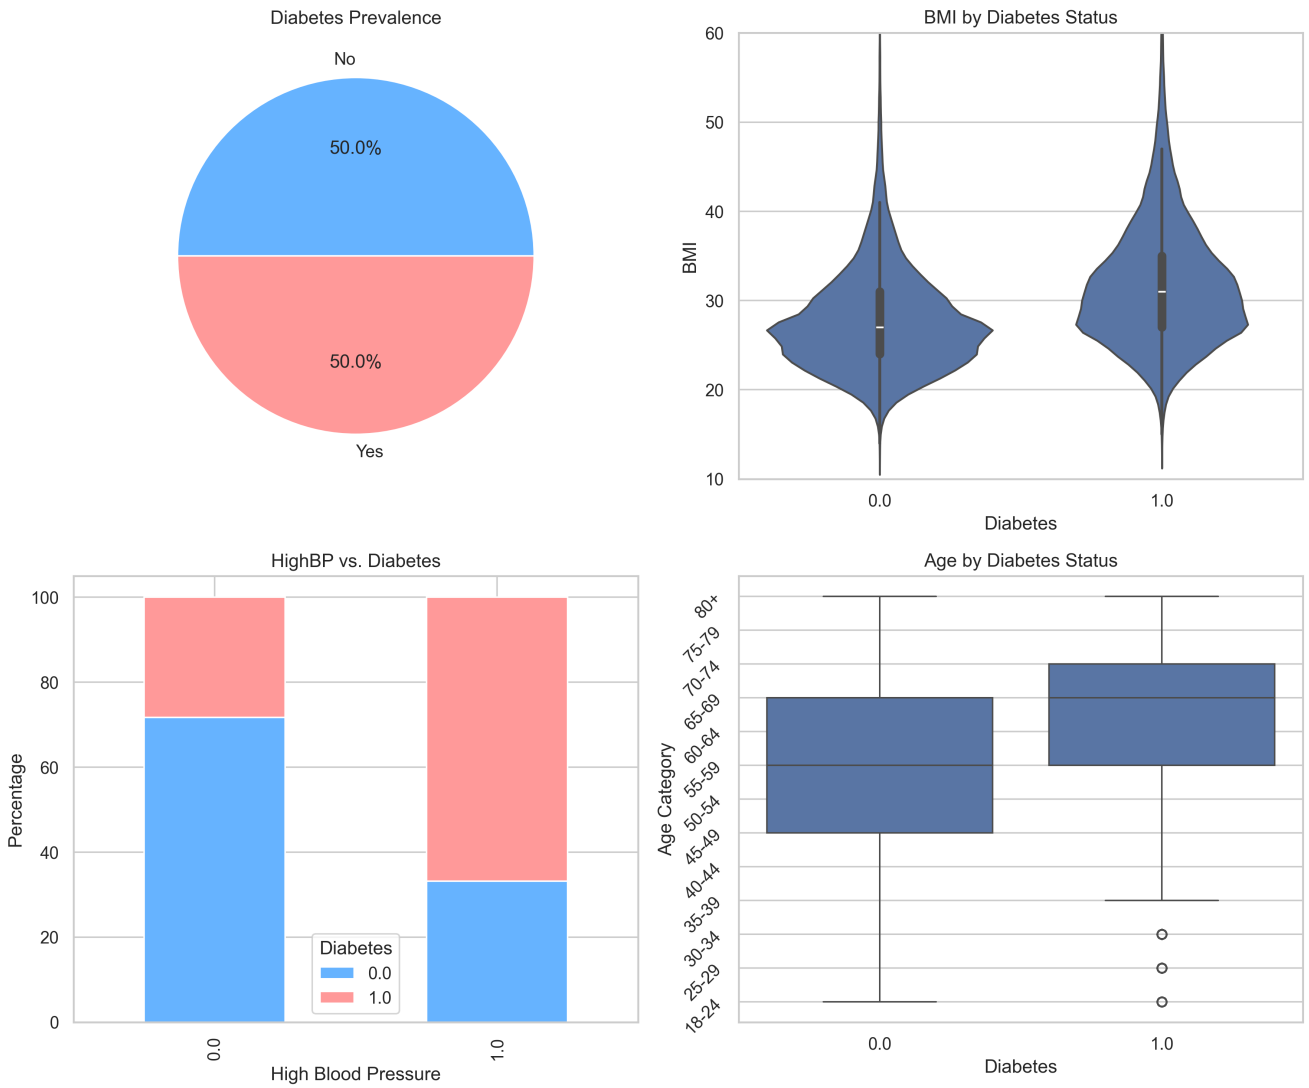 Diabetes Prevalence
No
50.0%
50.0%
Yes
BMI by Diabetes Status
60
50
40
30
20
10
BMI
0.0
1.0
Diabetes
HighBP vs. Diabetes
100
80
60
40
20
0
Percentage
Diabetes
0.0
1.0
0.0
1.0
High Blood Pressure
Age by Diabetes Status
80+
75-79
70-74
65-69
60-64
55-59
50-54
45-49
40-44
35-39
30-34
25-29
18-24
Age Category
0.0
1.0
Diabetes